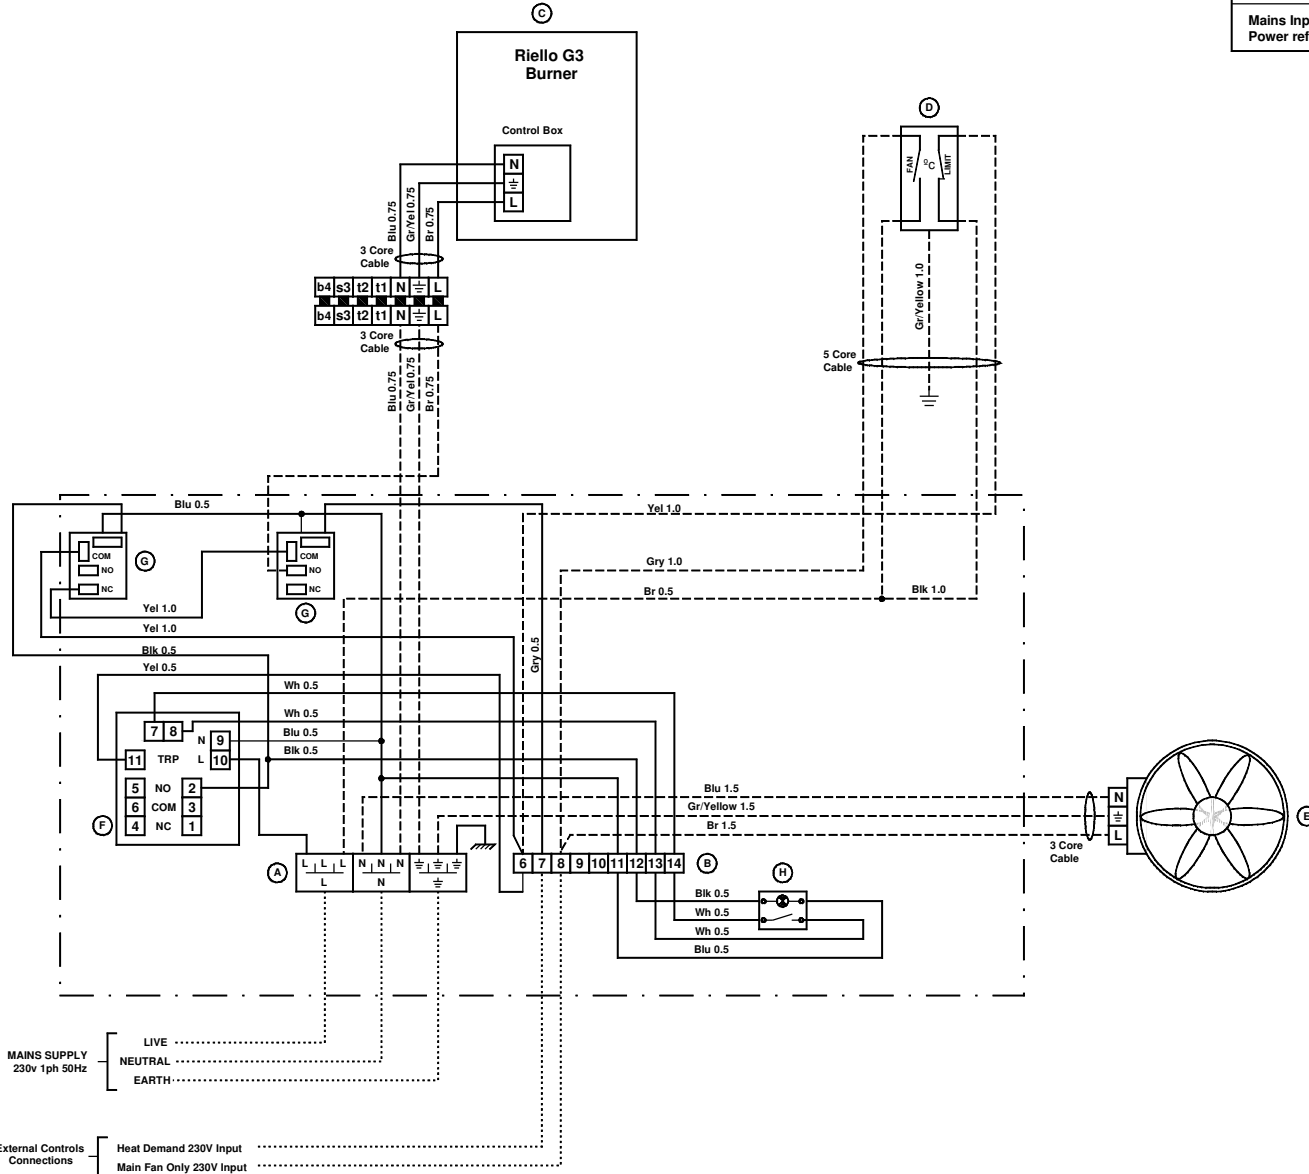 C
Mains Inp
Power ref
Riello G3
Burner
Control Box
N
L
D
FAN
ºC
LIMIT
Blu 0.75
Gr/Yel 0.75
Br 0.75
3 Core
Cable
b4 s3 t2 t1 N L
b4 s3 t2 t1 N L
3 Core
Cable
Blu 0.75
Gr/Yel 0.75
Br 0.75
Gr/Yellow 1.0
5 Core
Cable
Blu 0.5
Yel 1.0
COM
NO
NC
G
COM
NO
NC
G
Gry 1.0
Br 0.5
Blk 1.0
Yel 1.0
Yel 1.0
Blk 0.5
Yel 0.5
Gry 0.5
Wh 0.5
Wh 0.5
Blu 0.5
Blk 0.5
7 8
N 9
11 TRP L 10
5 NO 2
6 COM 3
4 NC 1
F
Blu 1.5
Gr/Yellow 1.5
Br 1.5
N
L
E
3 Core
Cable
A
L L L N N N
L N
6 7 8 9 10 11 12 13 14
B
H
Blk 0.5
Wh 0.5
Wh 0.5
Blu 0.5
MAINS SUPPLY
230v 1ph 50Hz
LIVE
NEUTRAL
EARTH
External Controls
Connections
Heat Demand 230V Input
Main Fan Only 230V Input